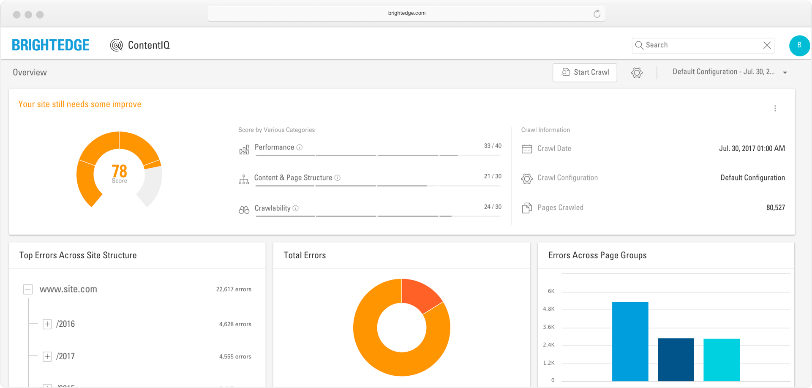 brightedge.com
BRIGHTEDGE ContentIQ Search B
Overview Start Crawl Default Configuration - Jul. 30, 2...
Your site still needs some improve
78
Score
Score by Various Categories
Performance 33 / 40
Content & Page Structure 21 / 30
Crawlability 24 / 30
Crawl Information
Crawl Date Jul. 30, 2017 01:00 AM
Crawl Configuration Default Configuration
Pages Crawled 80,527
Top Errors Across Site Structure
www.site.com 22,617 errors
/2016 4,628 errors
/2017 4,555 errors
Total Errors
Errors Across Page Groups
6K
4.8K
3.6K
2.4K
1.2K
0